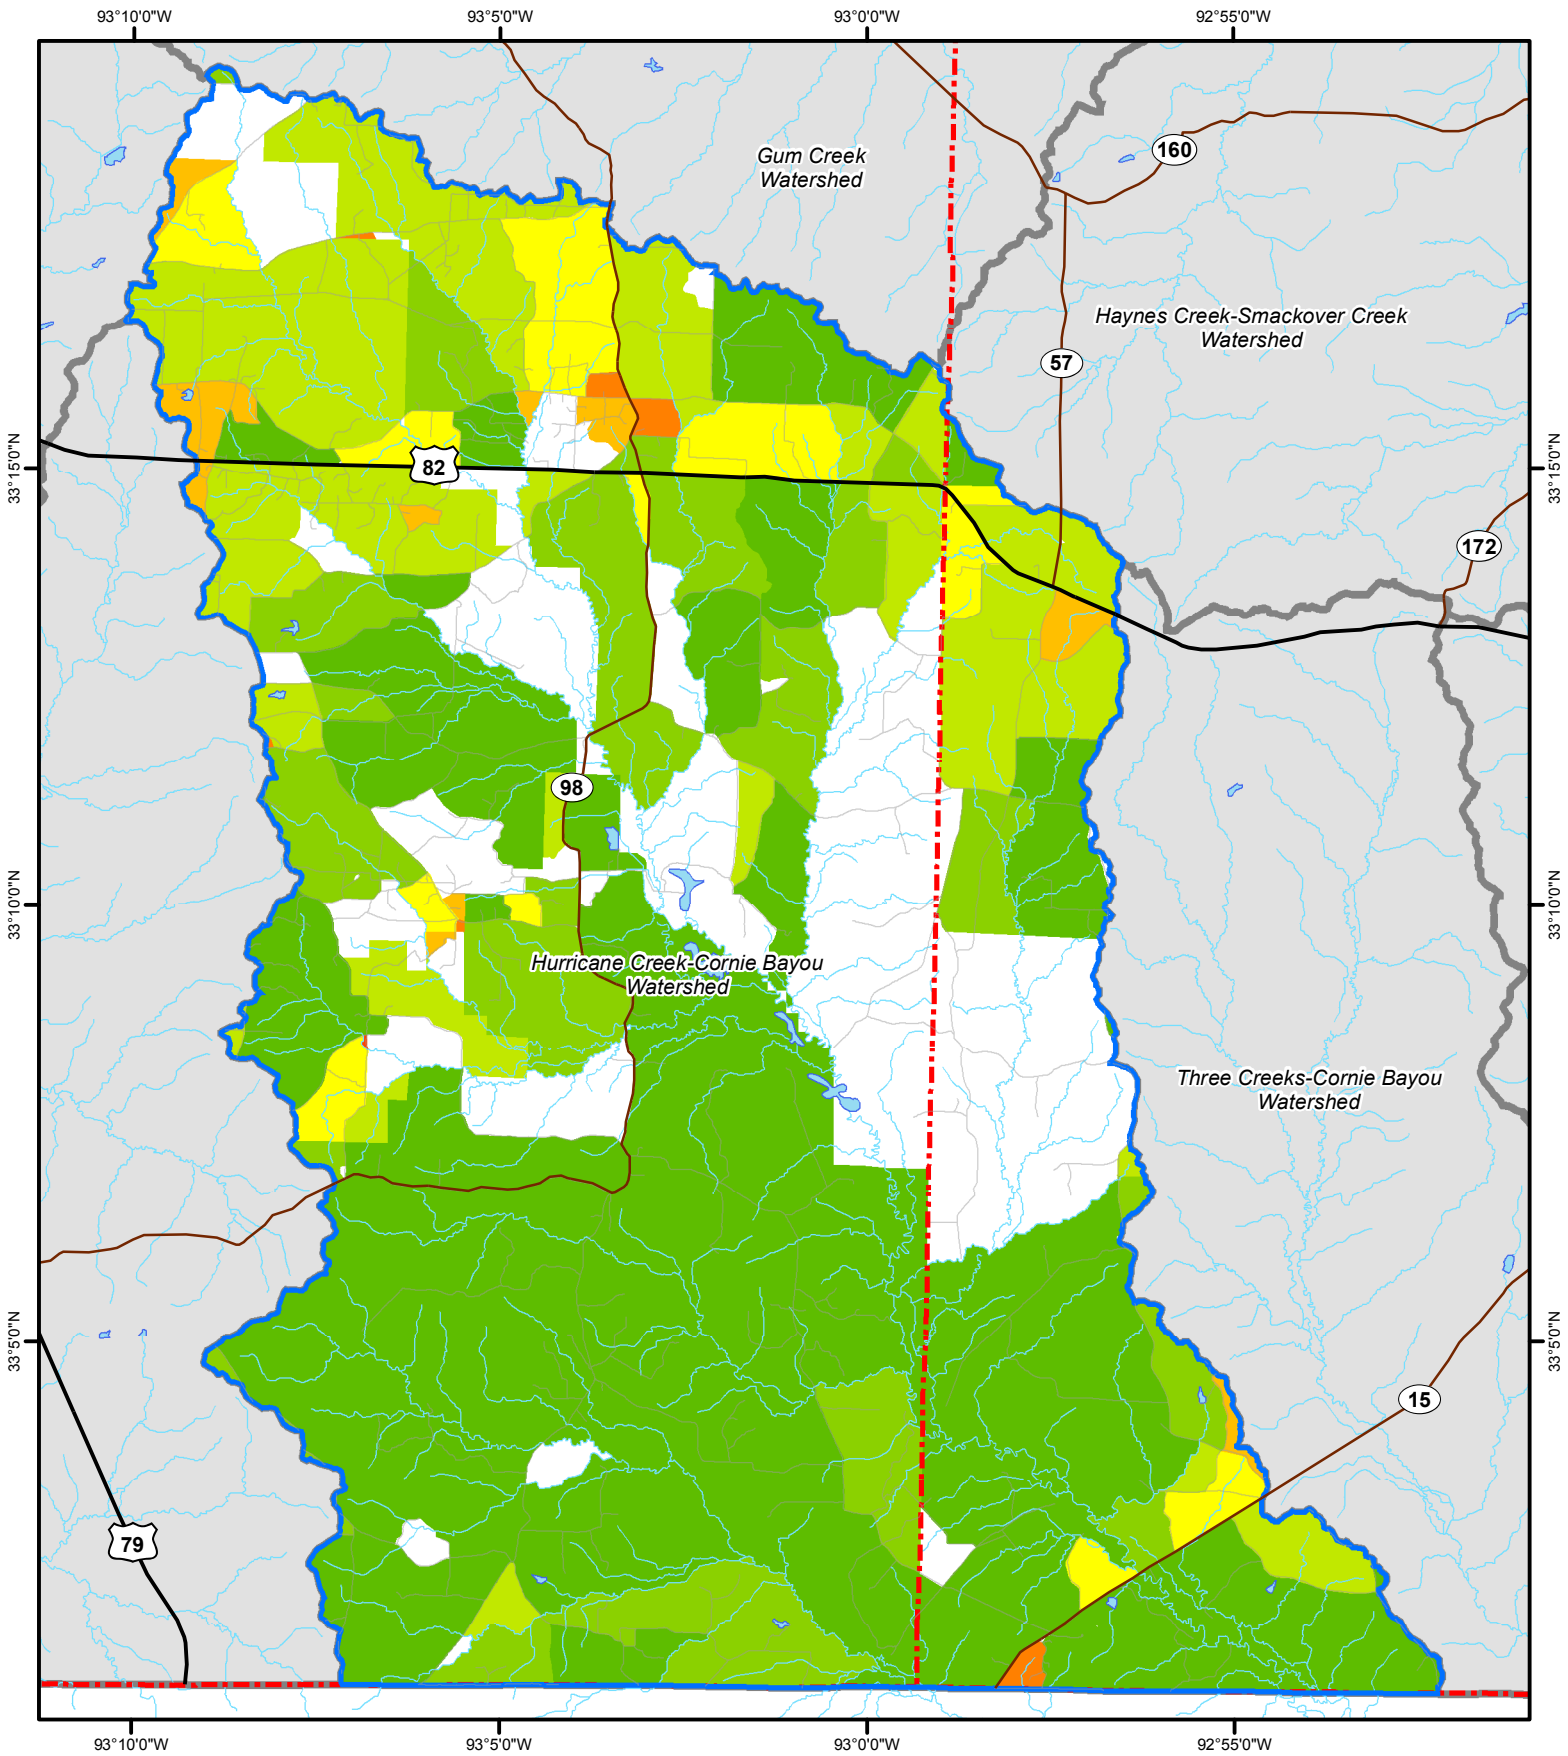 93°10'0"W
93°5'0"W
93°0'0"W
92°55'0"W
160
Gum Creek
Watershed
Haynes Creek-Smackover Creek
Watershed
57
33°15'0"N
82
33°15'0"N
172
98
33°10'0"N
33°10'0"N
Hurricane Creek-Cornie Bayou
Watershed
Three Creeks-Cornie Bayou
Watershed
33°5'0"N
33°5'0"N
15
79
93°10'0"W
93°5'0"W
93°0'0"W
92°55'0"W